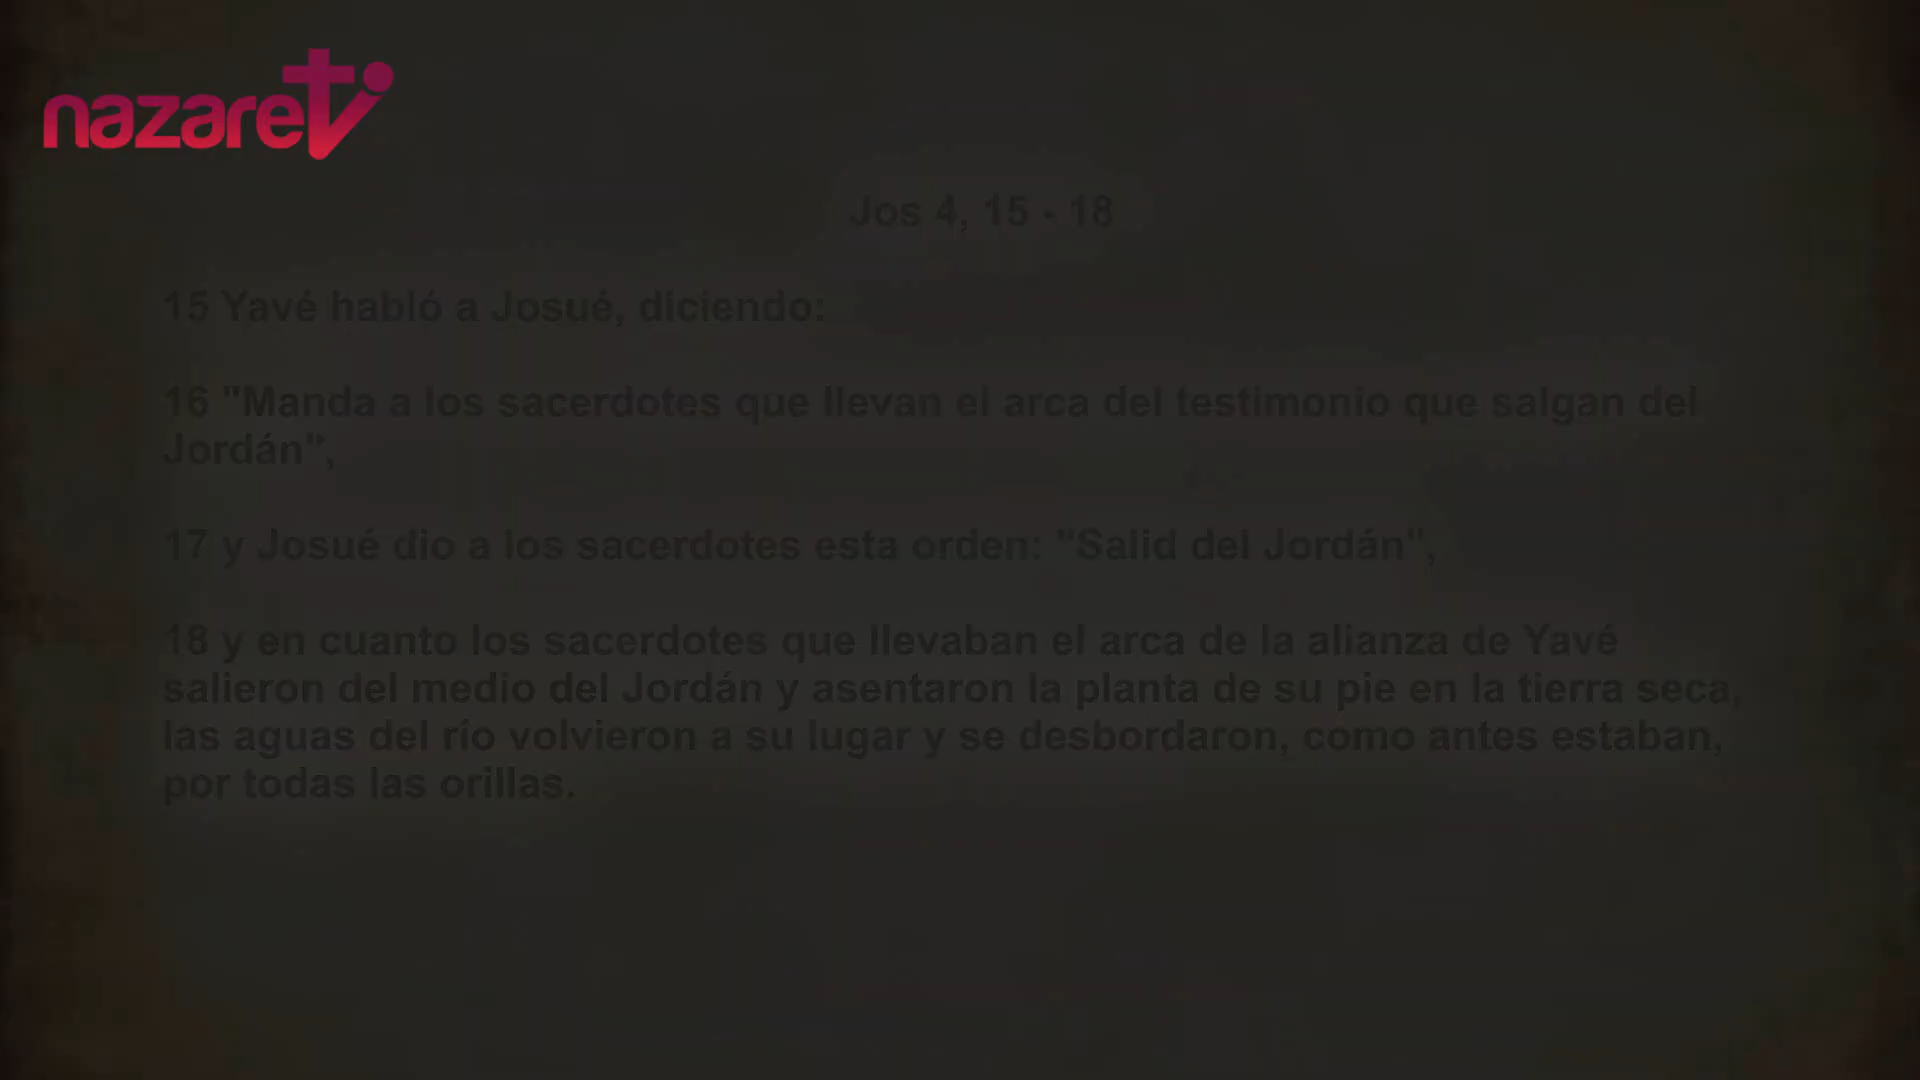 nazaretv
Jos 4, 15 - 18
15 Yavé habló a Josué, diciendo:
16 "Manda a los sacerdotes que llevan el arca del testimonio que salgan del
Jordán",
17 y Josué dio a los sacerdotes esta orden: "Salid del Jordán",
18 y en cuanto los sacerdotes que llevaban el arca de la alianza de Yavé
salieron del medio del Jordán y asentaron la planta de su pie en la tierra seca,
las aguas del río volvieron a su lugar y se desbordaron, como antes estaban,
por todas las orillas.